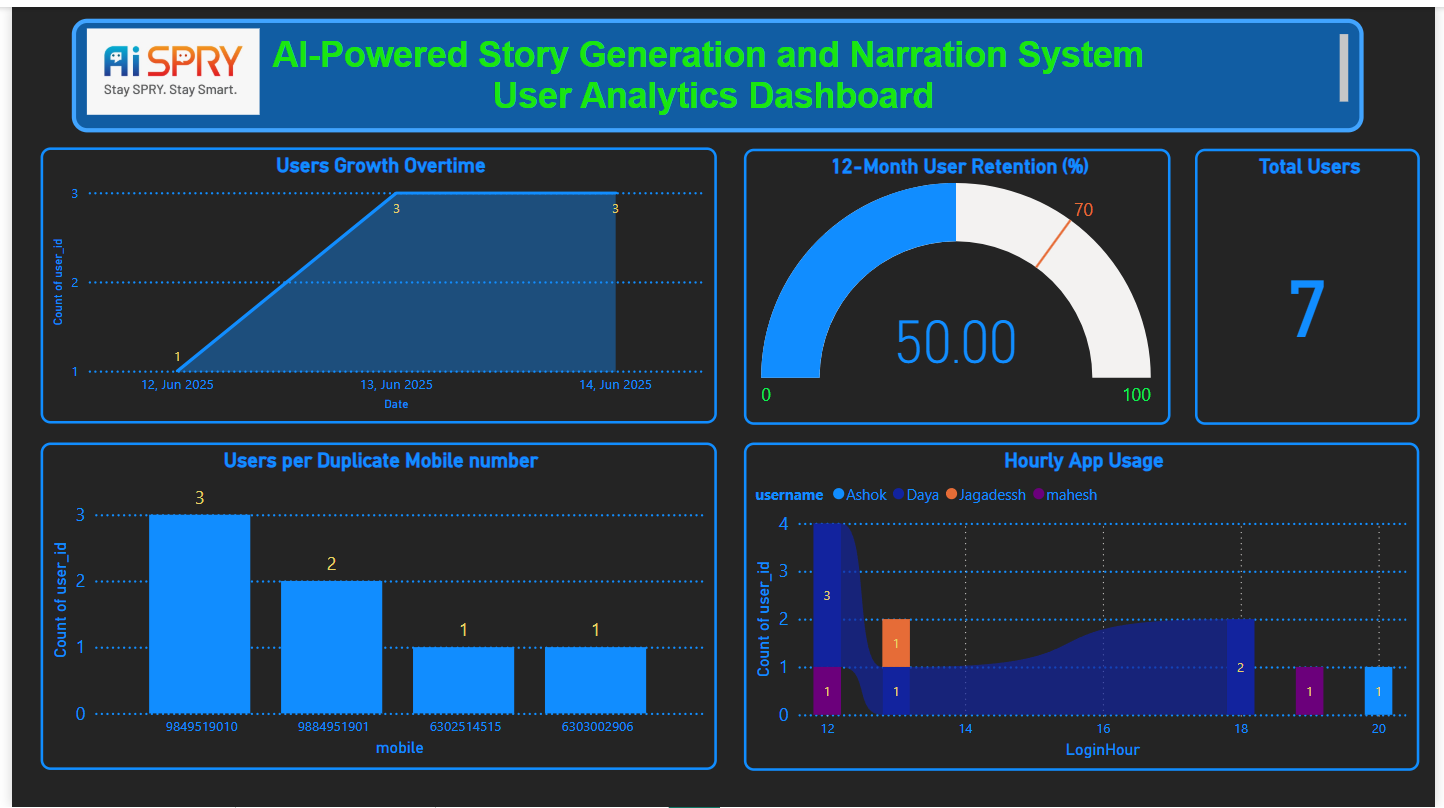 Ai SPRY
Stay SPRY. Stay Smart.
AI-Powered Story Generation and Narration System
User Analytics Dashboard
Users Growth Overtime
3
2
1
Count of user_id
1
3
3
12, Jun 2025
13, Jun 2025
14, Jun 2025
Date
12-Month User Retention (%)
70
50.00
0
100
Total Users
7
Users per Duplicate Mobile number
3
2
1
0
Count of user_id
3
2
1
1
9849519010
9884951901
6302514515
6303002906
mobile
Hourly App Usage
username Ashok Daya Jagadessh mahesh
4
3
2
1
0
Count of user_id
3
1
1
1
2
1
1
12
14
16
18
20
LoginHour